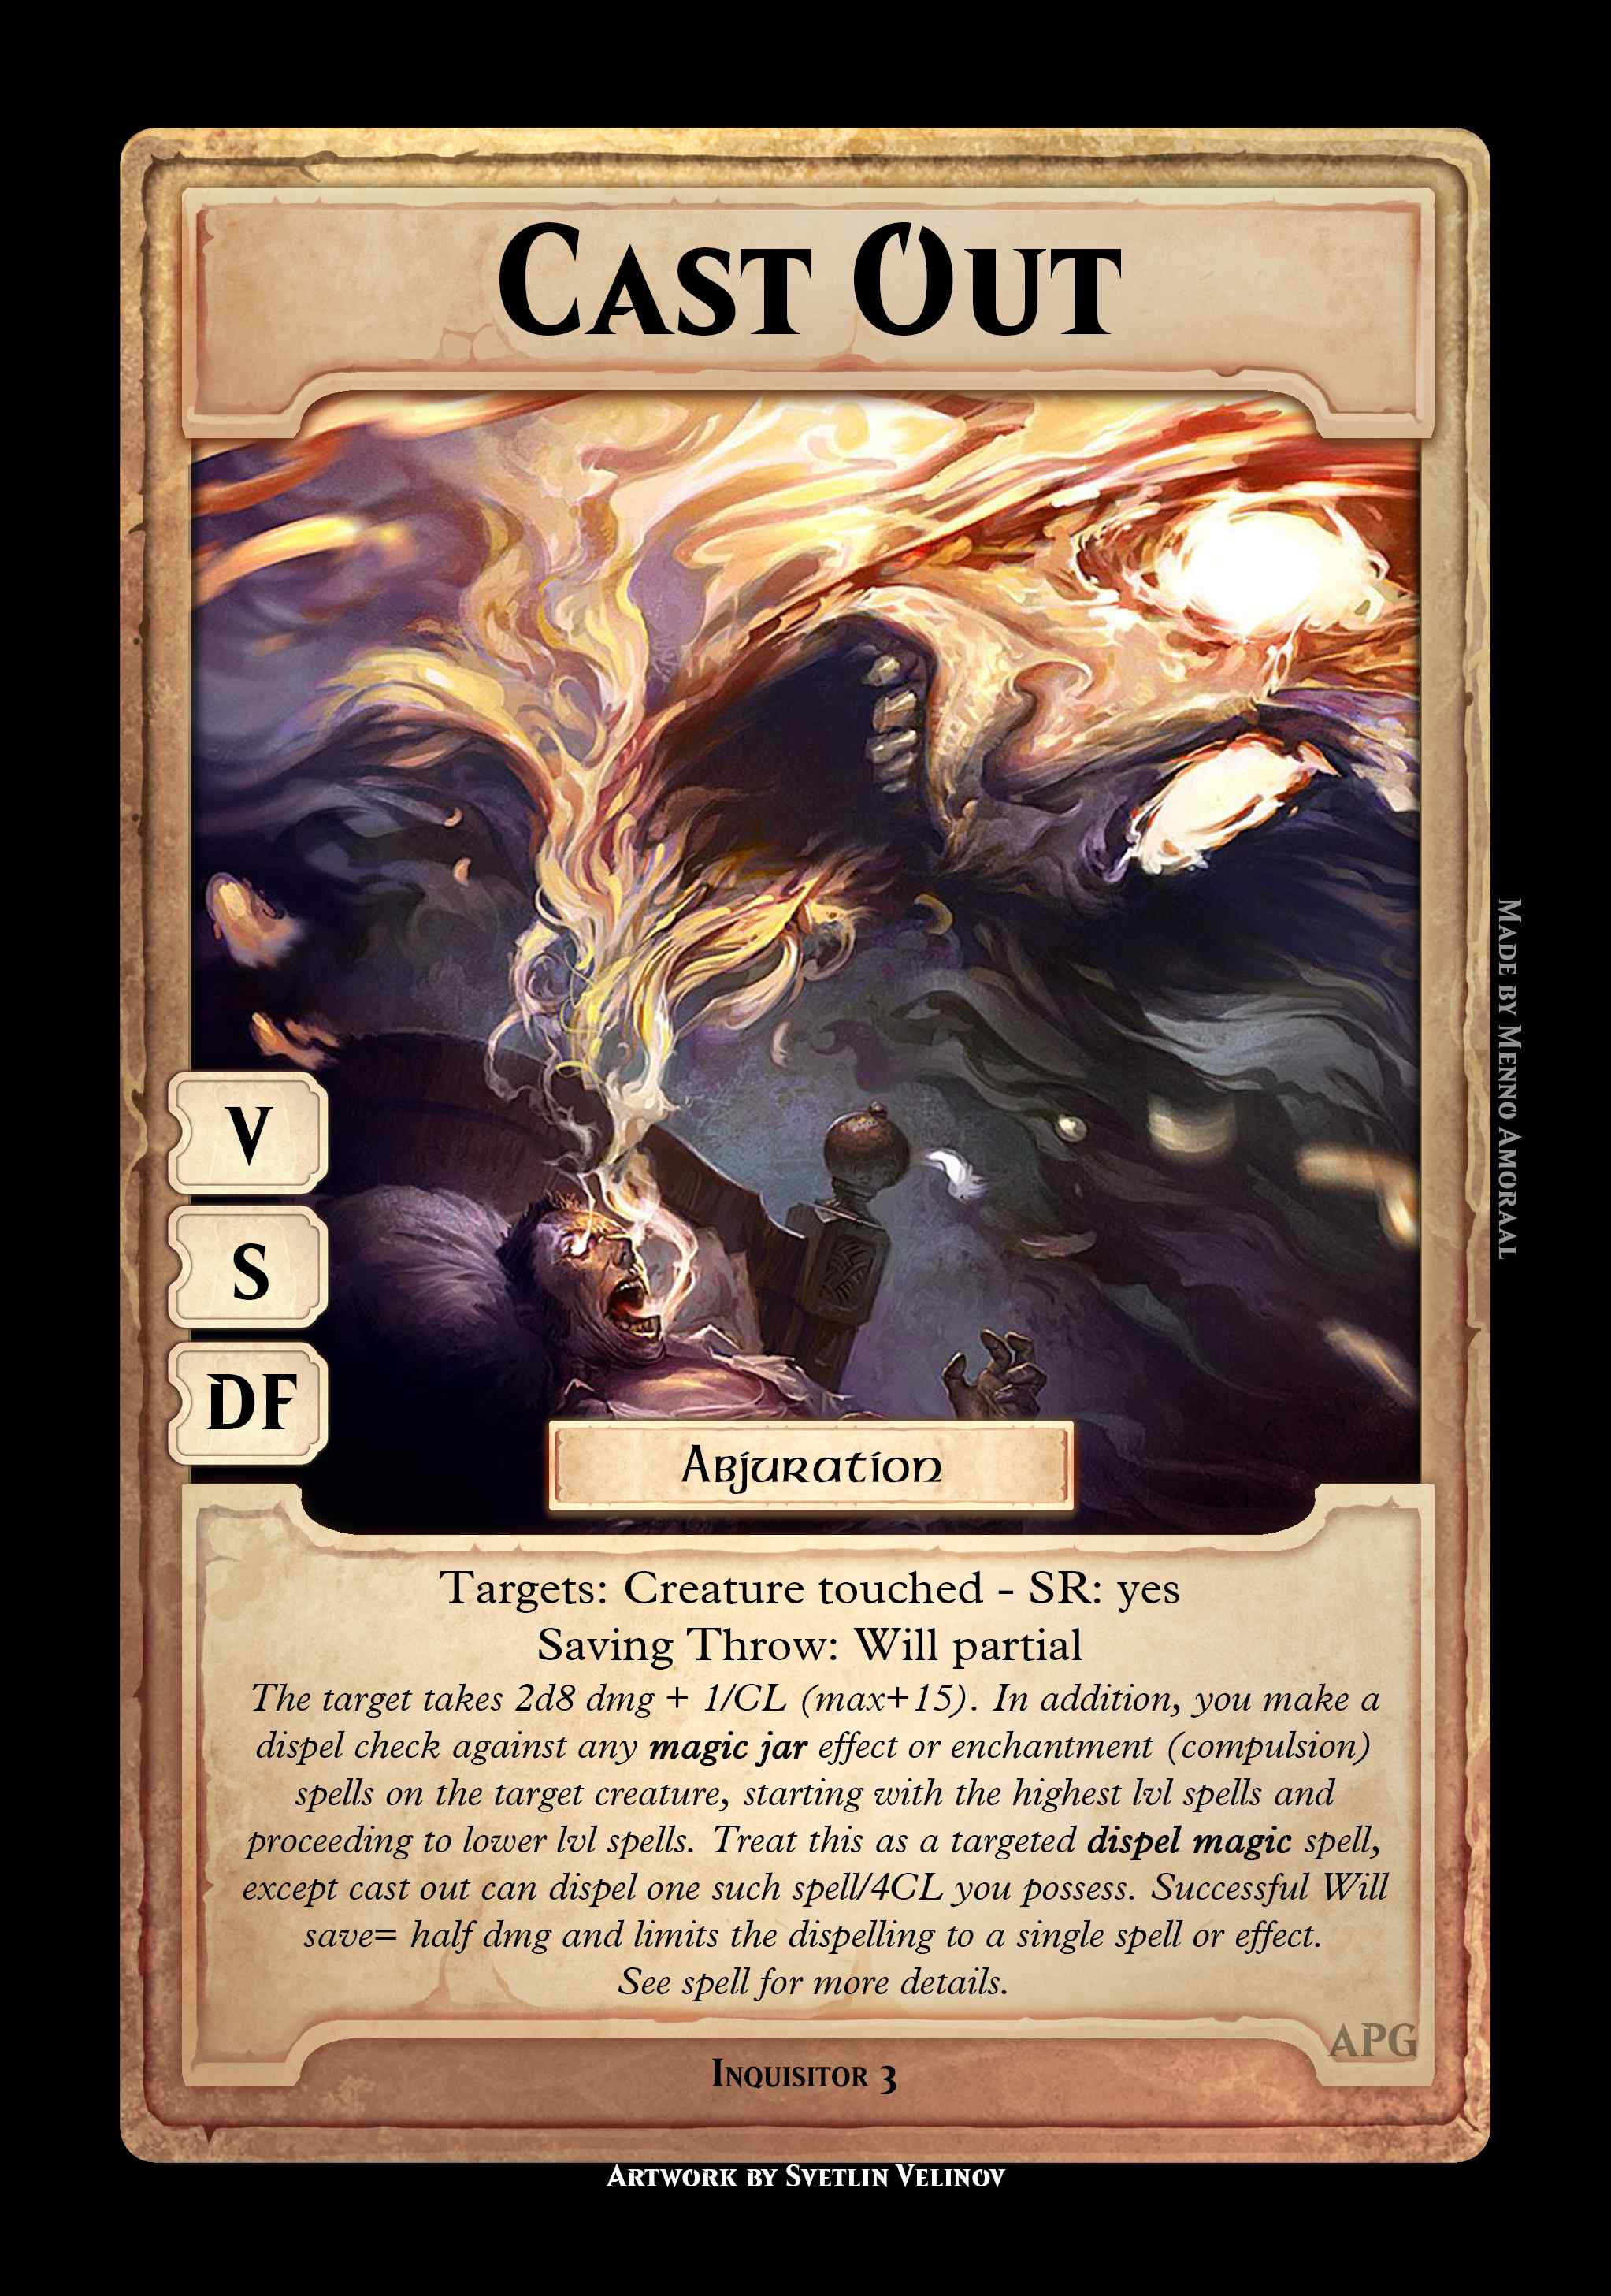 Cast Out
V
S
DF
Abjuration
Targets: Creature touched - SR: yes
Saving Throw: Will partial
The target takes 2d8 dmg + 1/CL (max+15). In addition, you make a
dispel check against any magic jar effect or enchantment (compulsion)
spells on the target creature, starting with the highest lvl spells and
proceeding to lower lvl spells. Treat this as a targeted dispel magic spell,
except cast out can dispel one such spell/4CL you possess. Successful Will
save= half dmg and limits the dispelling to a single spell or effect.
See spell for more details.
APG
Inquisitor 3
Artwork by Svetlin Velinov
Made by Menno Amoraal